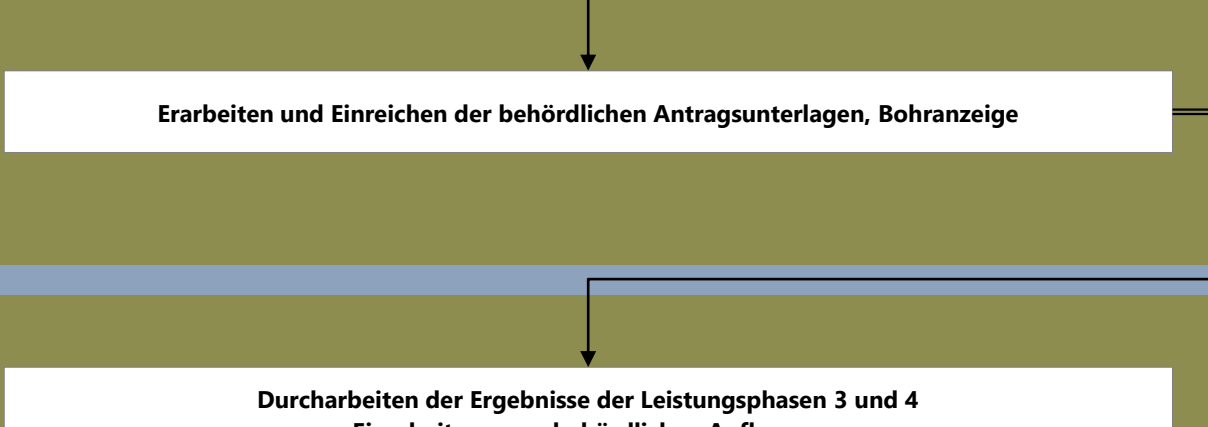 Erarbeiten und Einreichen der behördlichen Antragsunterlagen, Bohranzeige
Durcharbeiten der Ergebnisse der Leistungsphasen 3 und 4